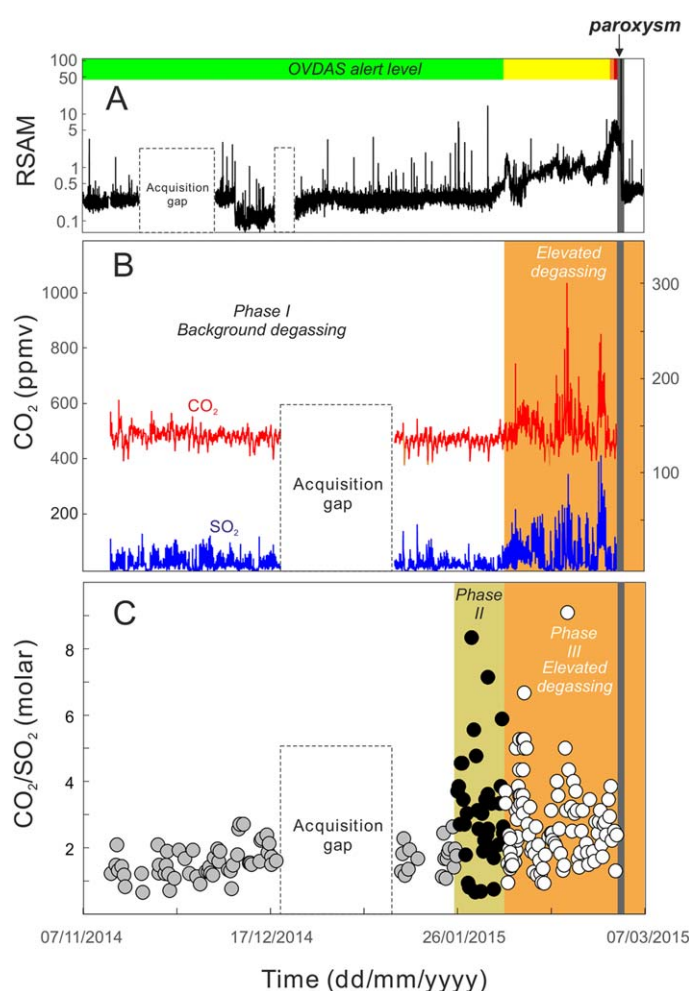 paroxysm
OVDAS alert level
A
RSAM
100
50
10
5
1
0.5
0.1
Acquisition
gap
B
CO₂ (ppmv)
1000
800
600
400
200
Phase I
Background degassing
CO₂
SO₂
Acquisition
gap
Elevated
degassing
300
200
100
C
CO₂/SO₂ (molar)
8
6
4
2
Acquisition
gap
Phase
II
Phase
III
Elevated
degassing
07/11/2014
17/12/2014
26/01/2015
07/03/2015
Time (dd/mm/yyyy)